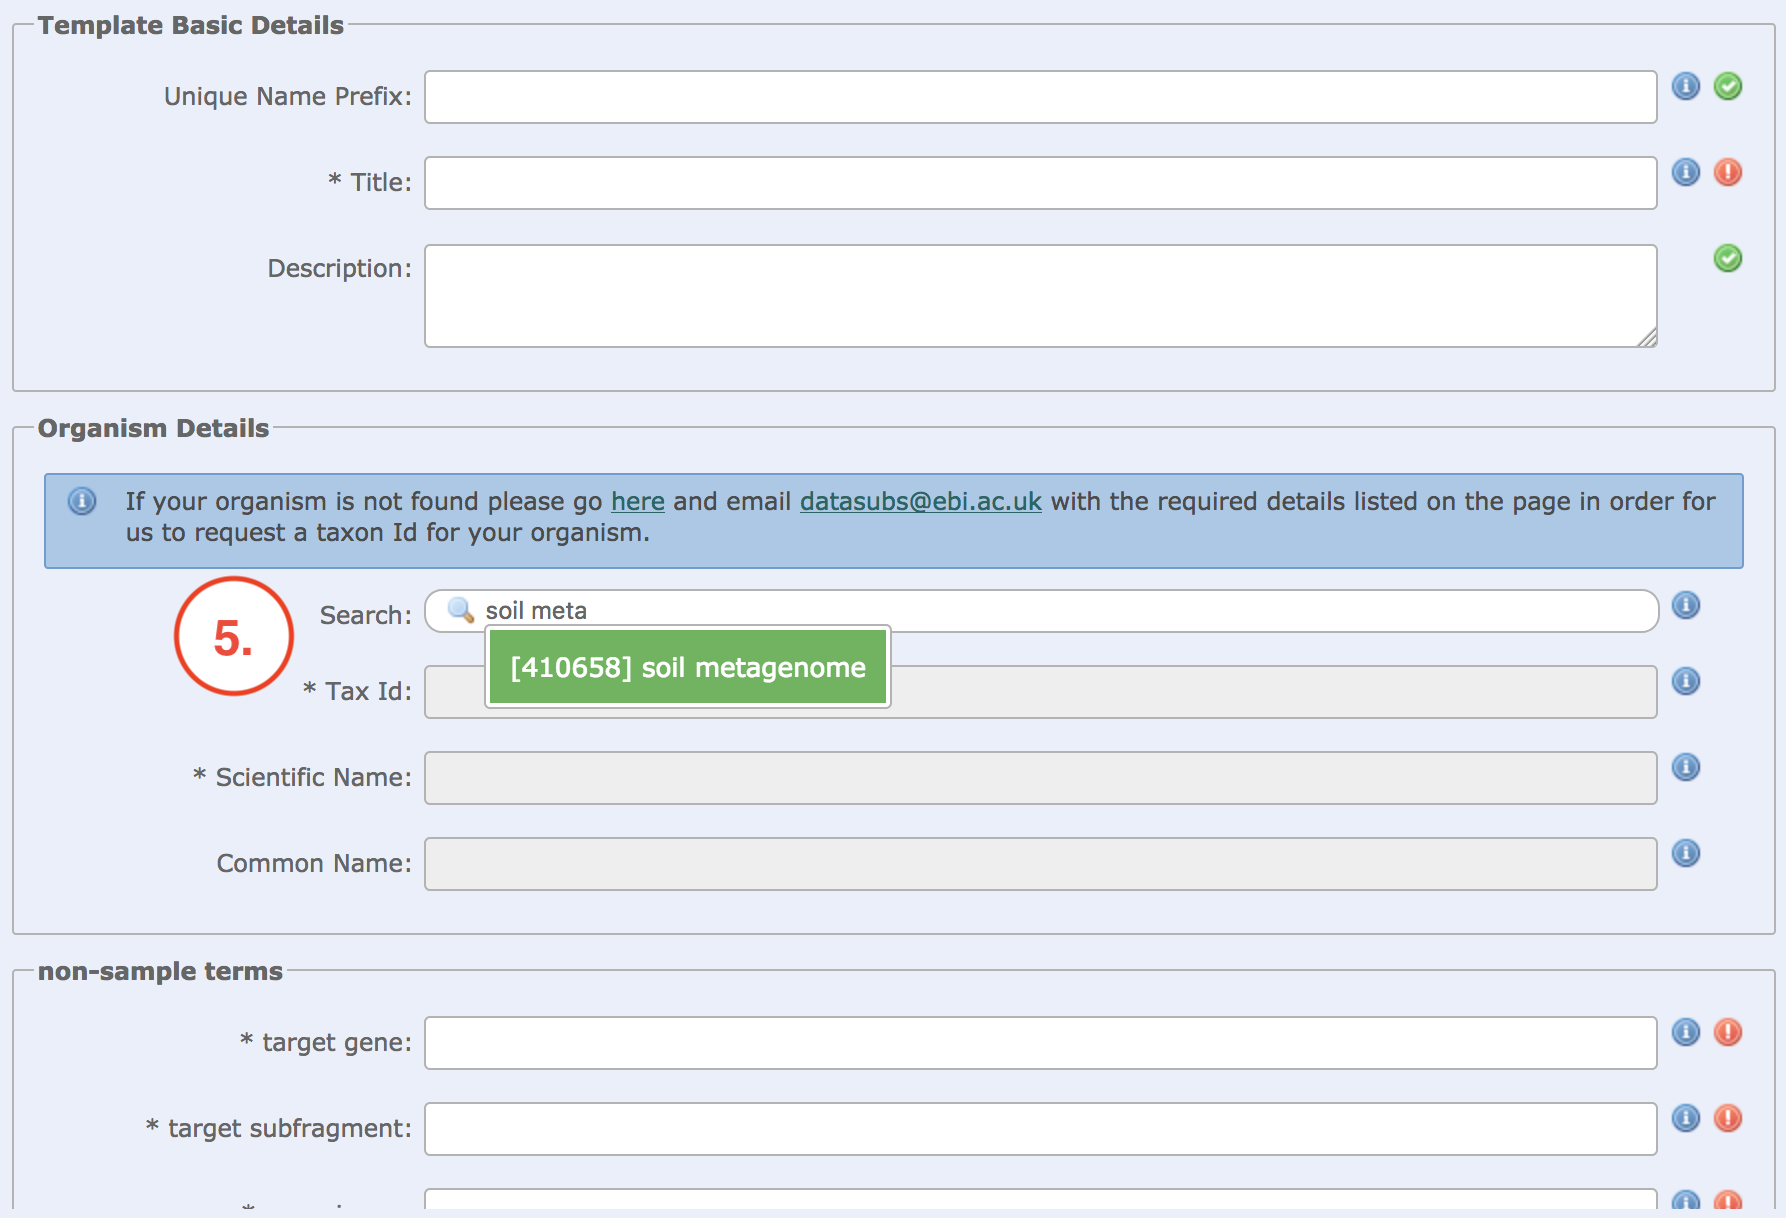 Template Basic Details
Unique Name Prefix:
* Title:
Description:
Organism Details
If your organism is not found please go here and email datasubs@ebi.ac.uk with the required details listed on the page in order for
us to request a taxon Id for your organism.
5.
Search: soil meta
[410658] soil metagenome
* Tax Id:
* Scientific Name:
Common Name:
non-sample terms
* target gene:
* target subfragment: